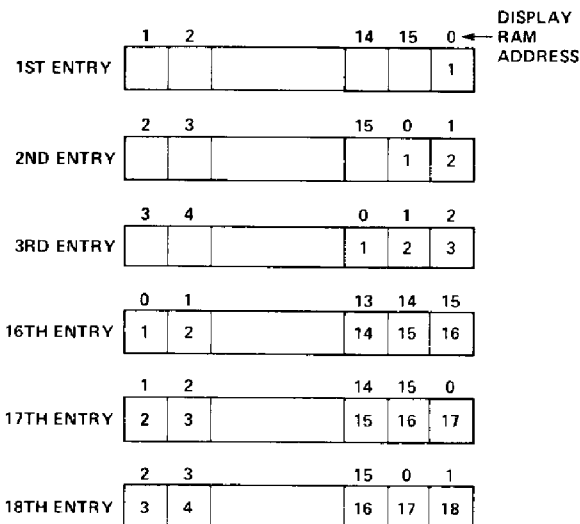 DISPLAY
1 2 14 15 0 RAM
ADDRESS
1ST ENTRY 1
2 3 15 0 1
2ND ENTRY 1 2
3 4 0 1 2
3RD ENTRY 1 2 3
0 1 13 14 15
16TH ENTRY 1 2 14 15 16
1 2 14 15 0
17TH ENTRY 2 3 15 16 17
2 3 15 0 1
18TH ENTRY 3 4 16 17 18